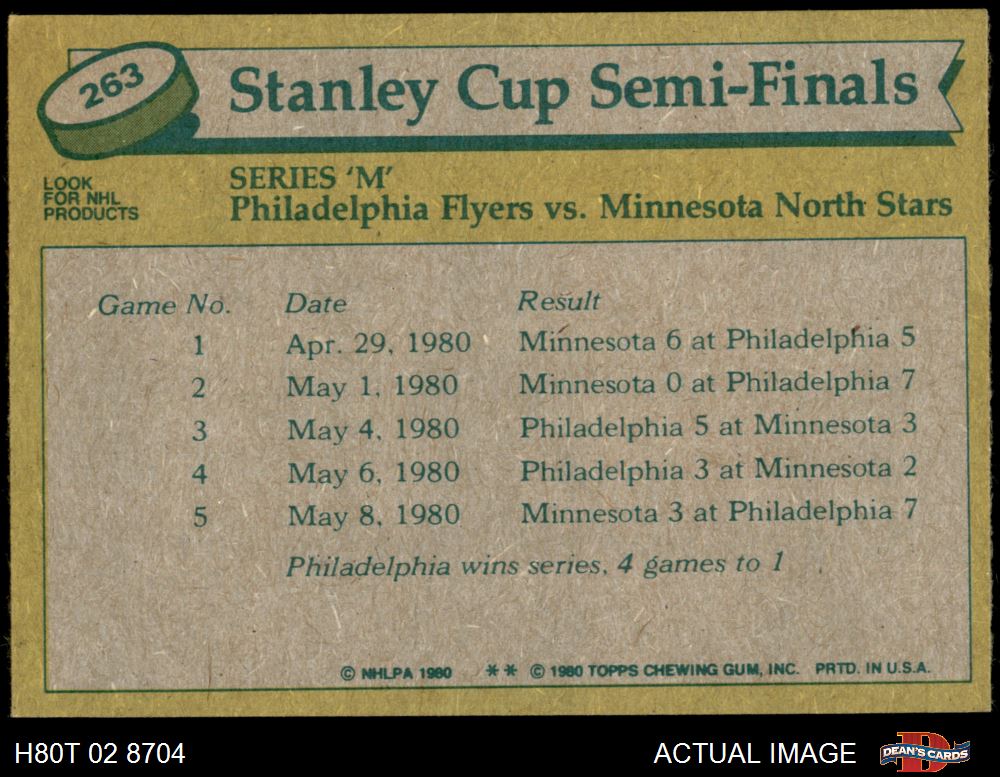 263
Stanley Cup Semi-Finals
LOOK
FOR NHL
PRODUCTS
SERIES 'M'
Philadelphia Flyers vs. Minnesota North Stars
Game No. Date Result
1 Apr. 29, 1980 Minnesota 6 at Philadelphia 5
2 May 1, 1980 Minnesota 0 at Philadelphia 7
3 May 4, 1980 Philadelphia 5 at Minnesota 3
4 May 6, 1980 Philadelphia 3 at Minnesota 2
5 May 8, 1980 Minnesota 3 at Philadelphia 7
Philadelphia wins series, 4 games to 1
© NHLPA 1980 ** © 1980 TOPPS CHEWING GUM, INC. PRTD. IN U.S.A.
H80T 02 8704 ACTUAL IMAGE D DEAN'S CARDS